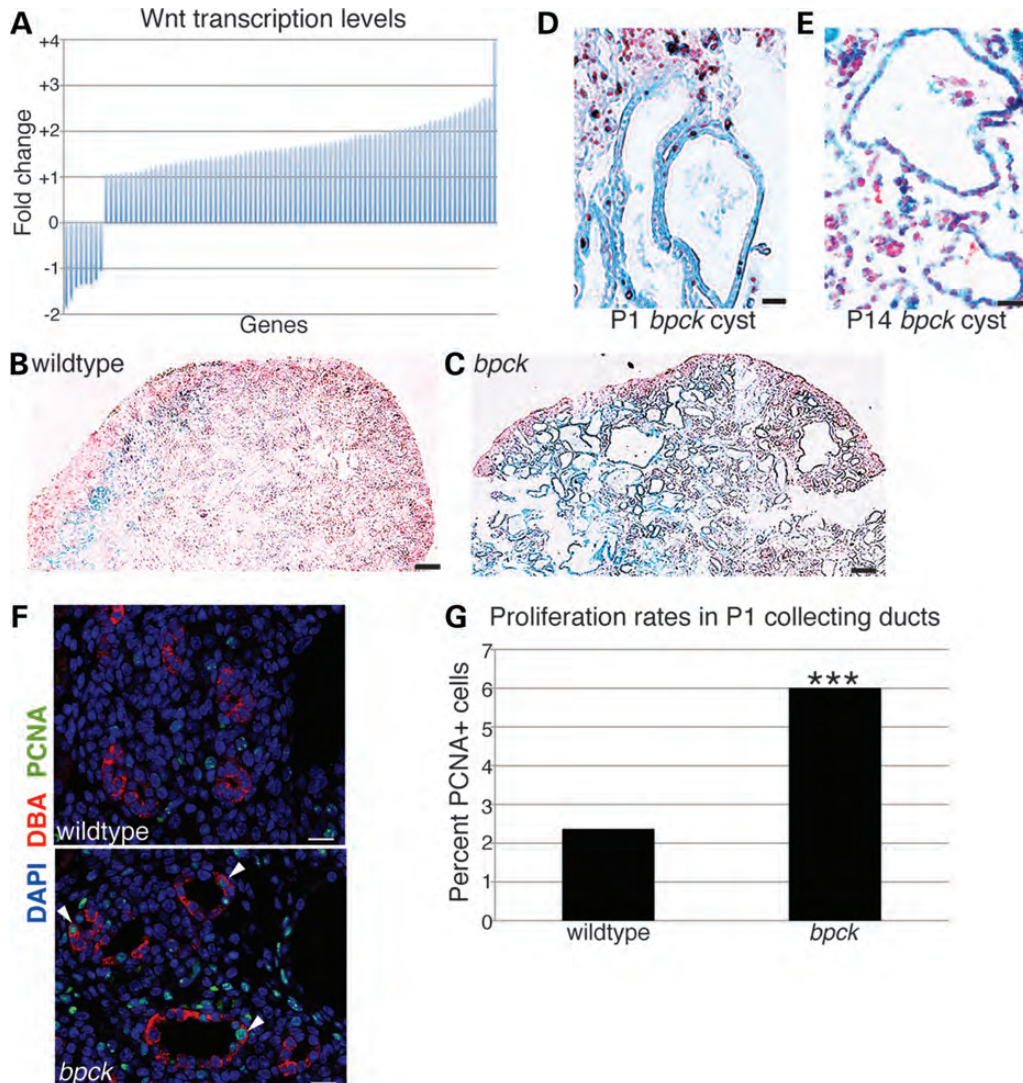 A Wnt transcription levels
+4
+3
+2
+1
0
-1
-2
Fold change
Genes
B wildtype
C bpck
D
P1 bpck cyst
E
P14 bpck cyst
F
DAPI DBA PCNA
wildtype
bpck
G Proliferation rates in P1 collecting ducts
7
6
5
4
3
2
1
0
Percent PCNA+ cells
***
wildtype
bpck